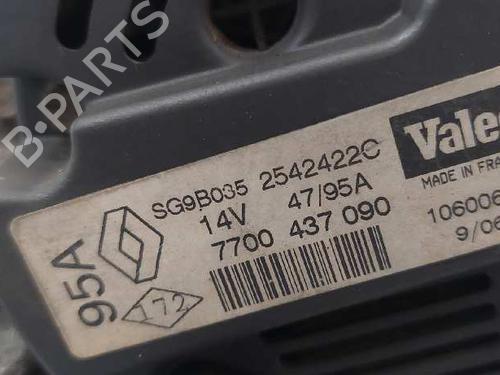 B-PARTS
SG9B035 2542422C
14V 47/95A
7700 437 090
95A
172
Vale
MADE IN FRA
106006
9/06